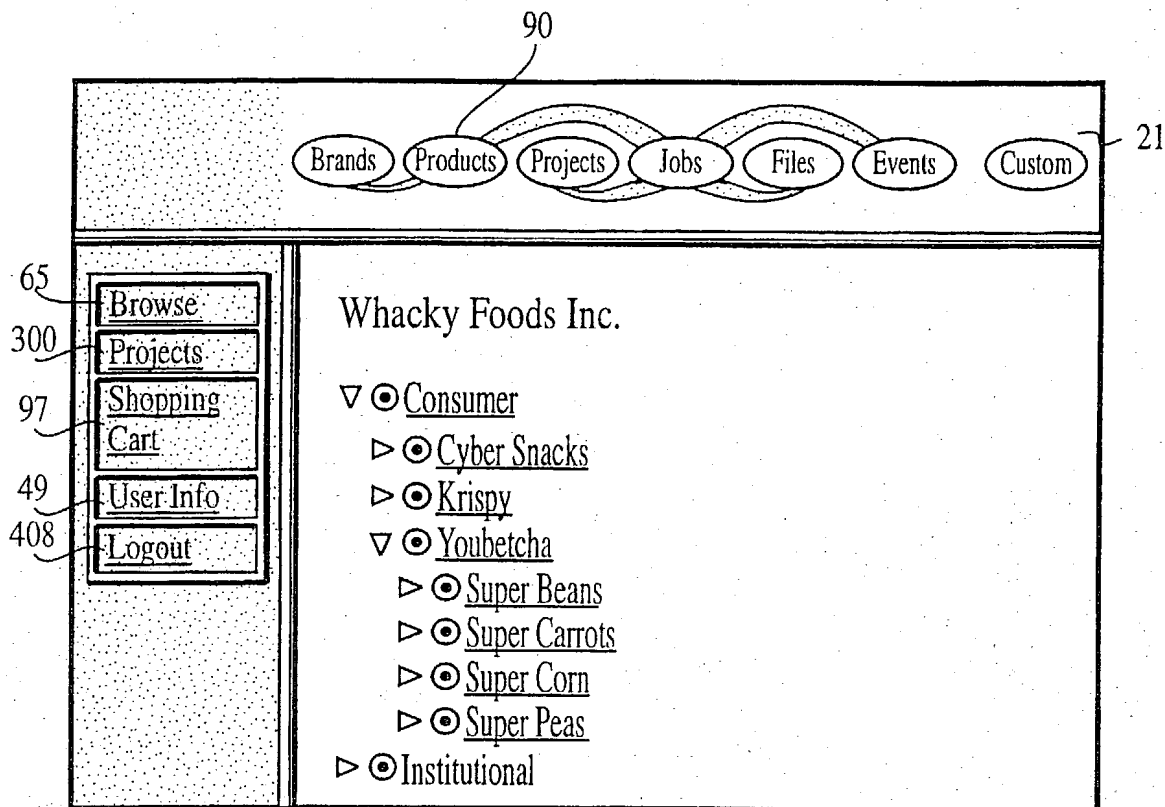 90
21
Brands Products Projects Jobs Files Events Custom
65
Browse
300
Projects
97
Shopping
Cart
49
User Info
408
Logout
Whacky Foods Inc.
Consumer
Cyber Snacks
Krispy
Youbetcha
Super Beans
Super Carrots
Super Corn
Super Peas
Institutional